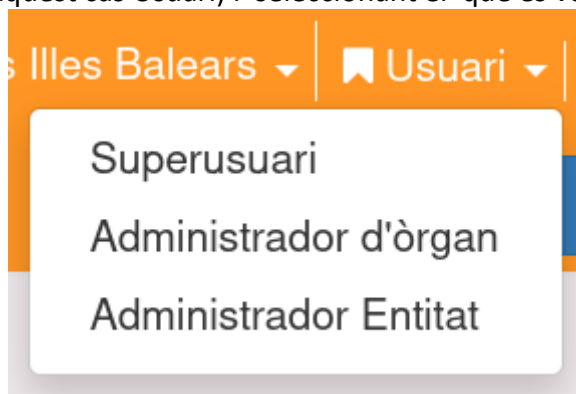 s Illes Balears Usuari
Superusuari
Administrador d'òrgan
Administrador Entitat